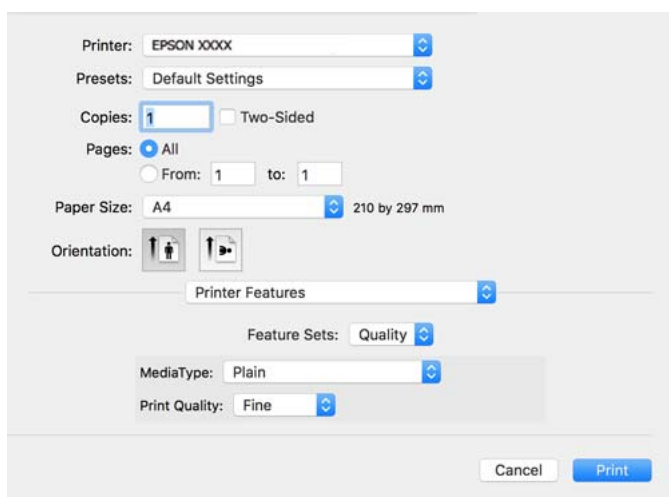 Printer: EPSON XXXX
Presets: Default Settings
Copies: 1 Two-Sided
Pages: All
From: 1 to: 1
Paper Size: A4 210 by 297 mm
Orientation:
Printer Features
Feature Sets: Quality
MediaType: Plain
Print Quality: Fine
Cancel Print